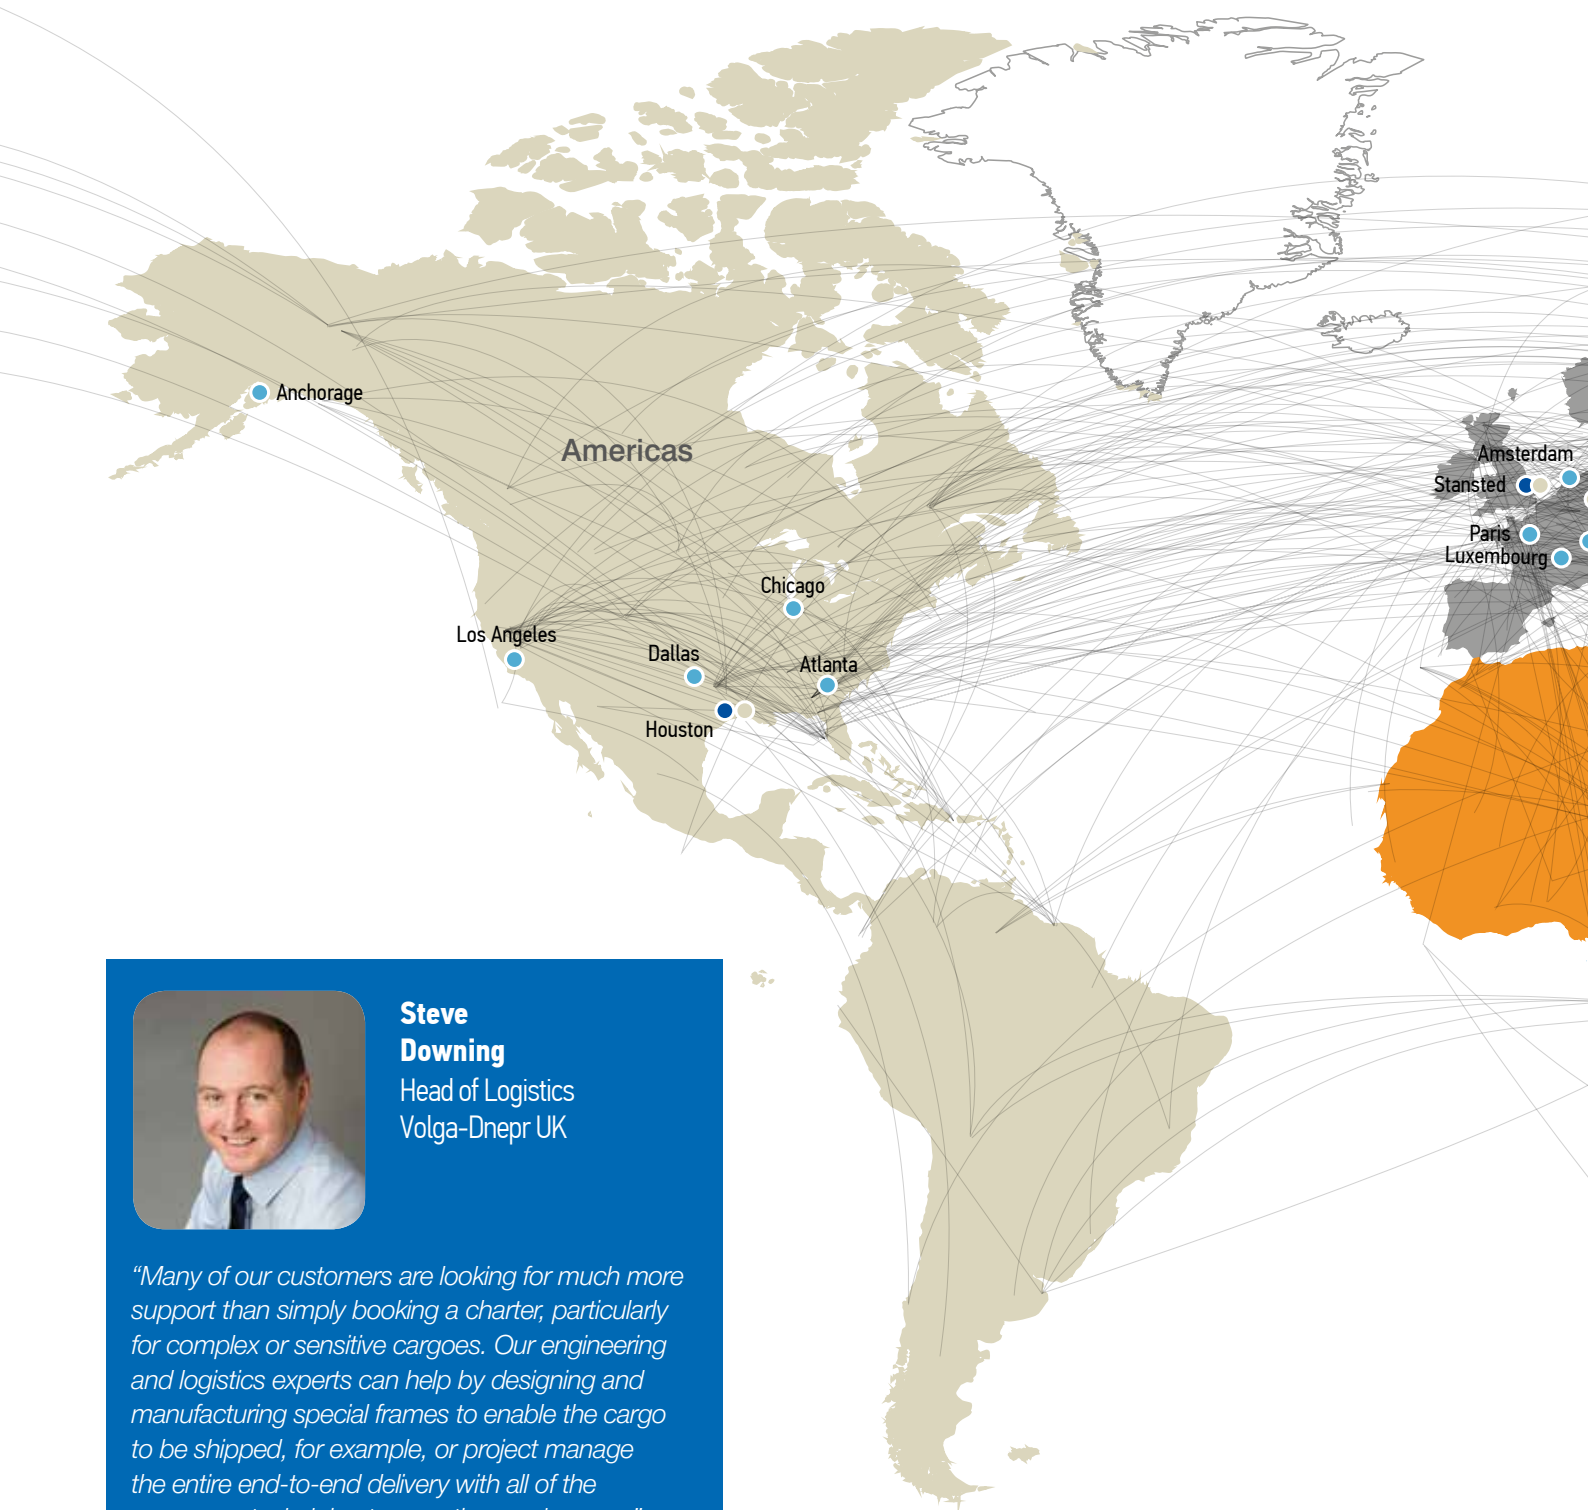 Anchorage
Americas
Amsterdam
Stansted
Paris
Luxembourg
Chicago
Los Angeles
Dallas
Atlanta
Houston
Steve
Downing
Head of Logistics
Volga-Dnepr UK
“Many of our customers are looking for much more
support than simply booking a charter, particularly
for complex or sensitive cargoes. Our engineering
and logistics experts can help by designing and
manufacturing special frames to enable the cargo
to be shipped, for example, or project manage
the entire end-to-end delivery with all of the